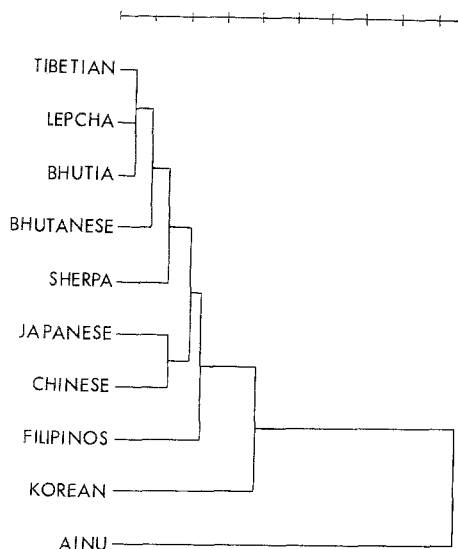 TIBETIAN
LEPCHA
BHUTIA
BHUTANESE
SHERPA
JAPANESE
CHINESE
FILIPINOS
KOREAN
AINU